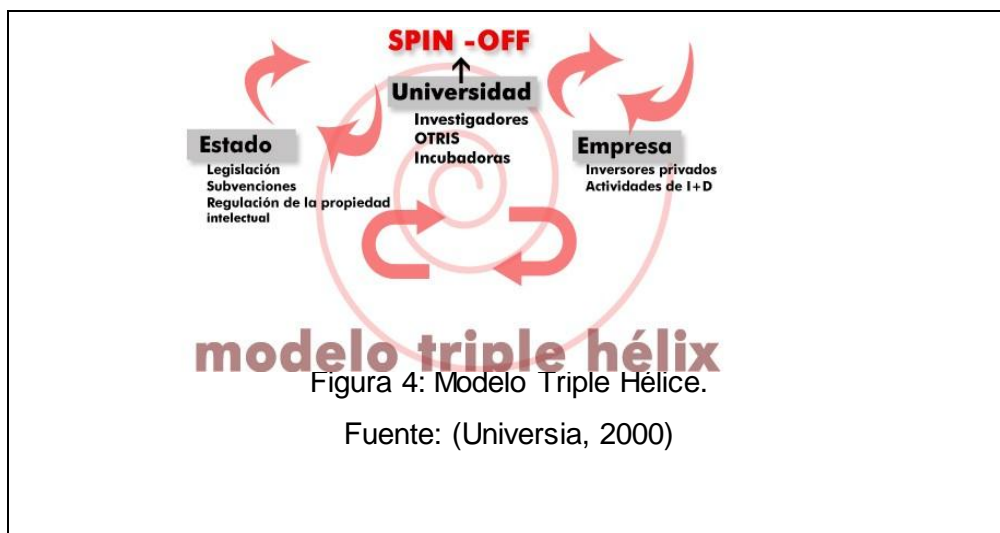 SPIN -OFF
Universidad
Investigadores
OTRIS
Incubadoras
Estado
Legislación
Subvenciones
Regulación de la propiedad
intelectual
Empresa
Inversores privados
Actividades de I+D
modelo triple hélix
Figura 4: Modelo Triple Hélice.
Fuente: (Universia, 2000)